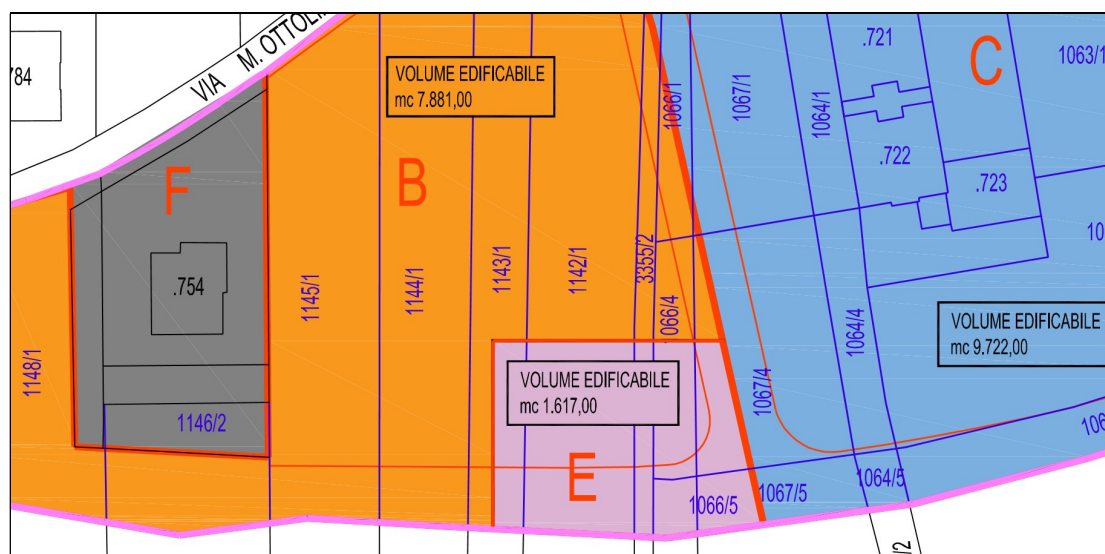 784
VIA M. OTTOLI
VOLUME EDIFICABILE
mc 7.881,00
.721
C
1063/1
1066/1
1067/1
1064/1
.722
.723
10
F
B
.754
1145/1
1144/1
1143/1
1142/1
3355/2
1066/4
1064/4
VOLUME EDIFICABILE
mc 9.722,00
1148/1
1146/2
VOLUME EDIFICABILE
mc 1.617,00
1067/4
E
1066/5
1067/5
1064/5
106
/2